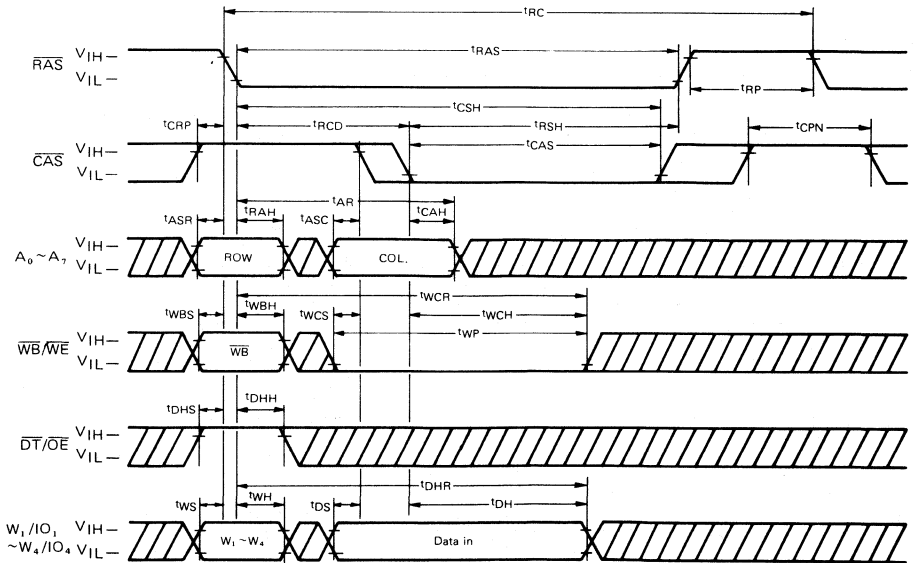 tRC
RAS VIH
VIL
tRAS
tRP
tCSH
tCRP tRCD tRSH tCPN
CAS VIH
VIL
tCAS
tAR
tASR tRAH tASC tCAH
A0~A7 VIH
VIL
ROW COL.
tWCR
tWBS tWBH tWCS tWCH
tWP
WB/WE VIH
VIL
WB
tDHS tDHH
DT/OE VIH
VIL
tDHR
tWS tWH tDS tDH
W1/IO1
~W4/IO4
VIH
VIL
W1~W4 Data in